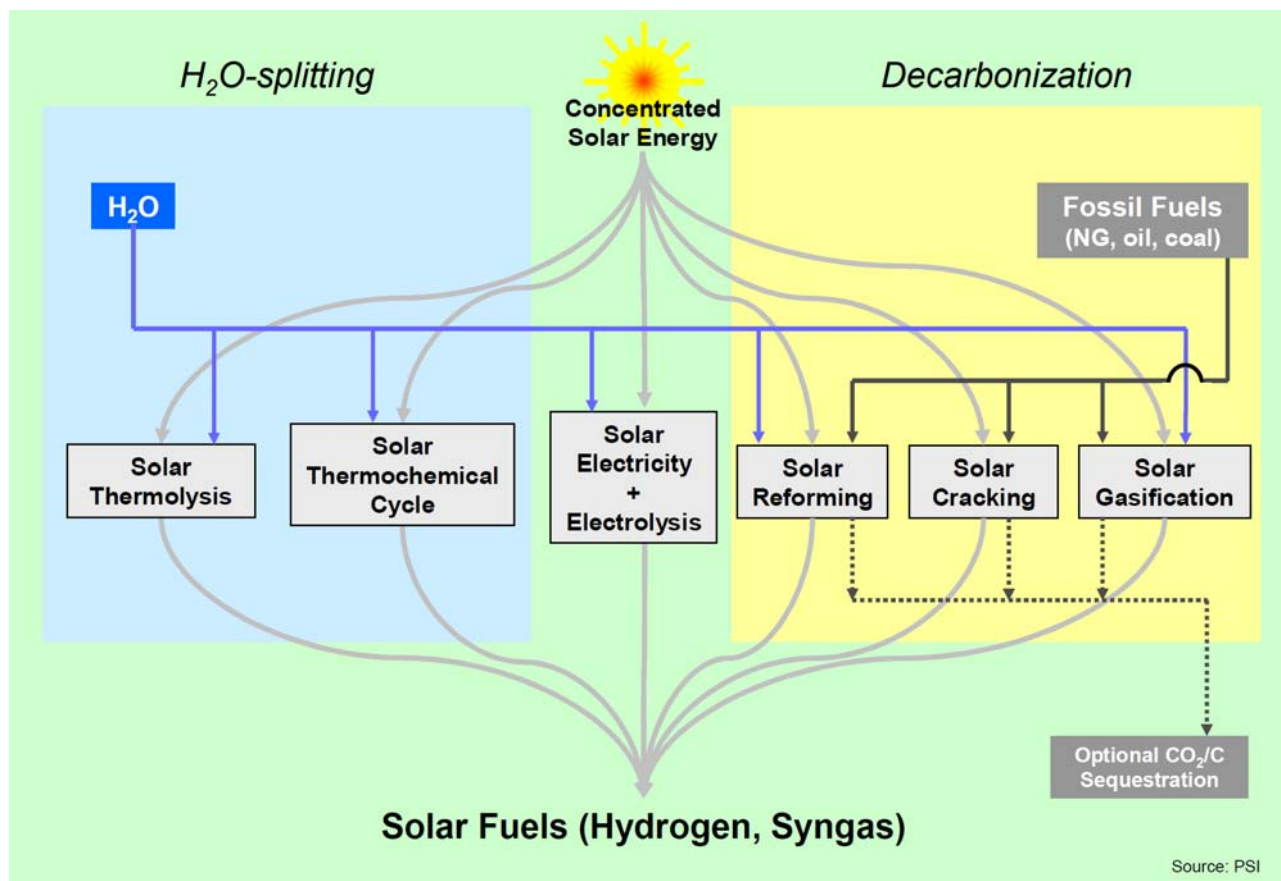 H₂O-splitting
Concentrated
Solar Energy
Decarbonization
H₂O
Fossil Fuels
(NG, oil, coal)
Solar
Thermolysis
Solar
Thermochemical
Cycle
Solar
Electricity
+
Electrolysis
Solar
Reforming
Solar
Cracking
Solar
Gasification
Optional CO₂/C
Sequestration
Solar Fuels (Hydrogen, Syngas)
Source: PSI